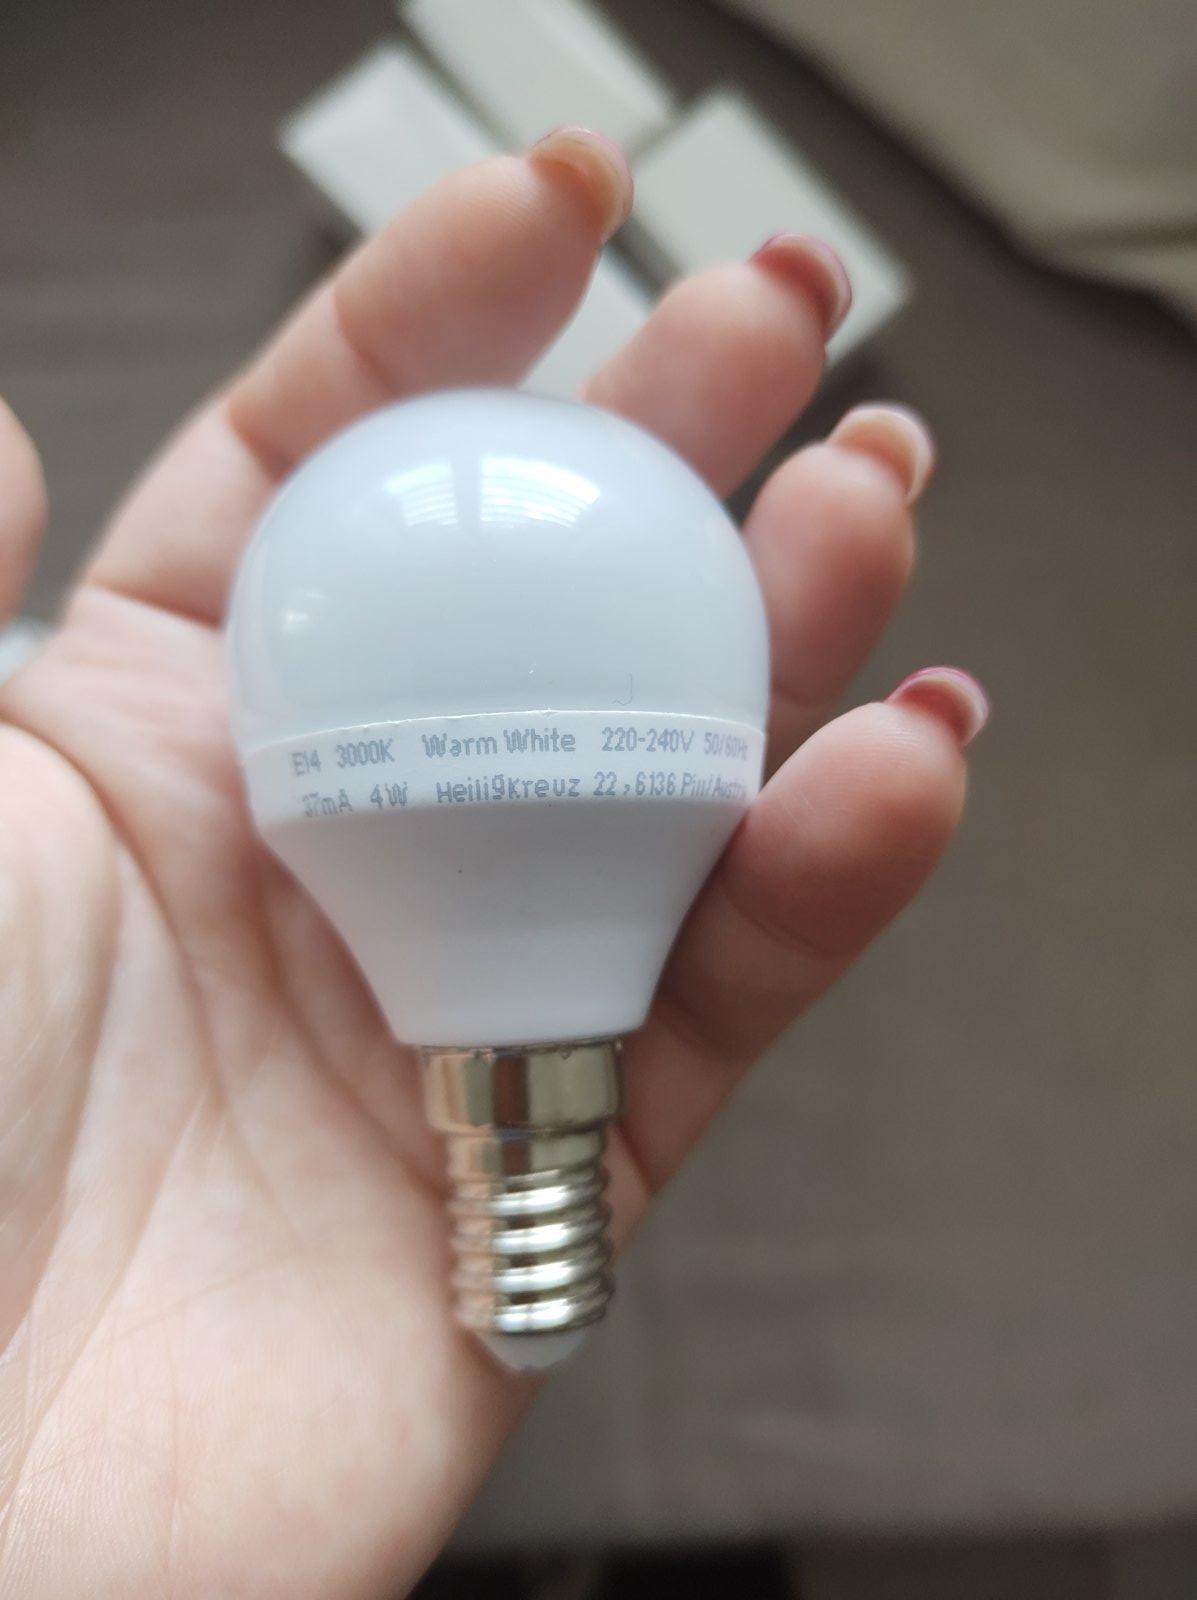 E14 3000K Warm White 220-240V 50/60Hz
37mA 4W Heiligkreuz 22,6136 Pill/Austria